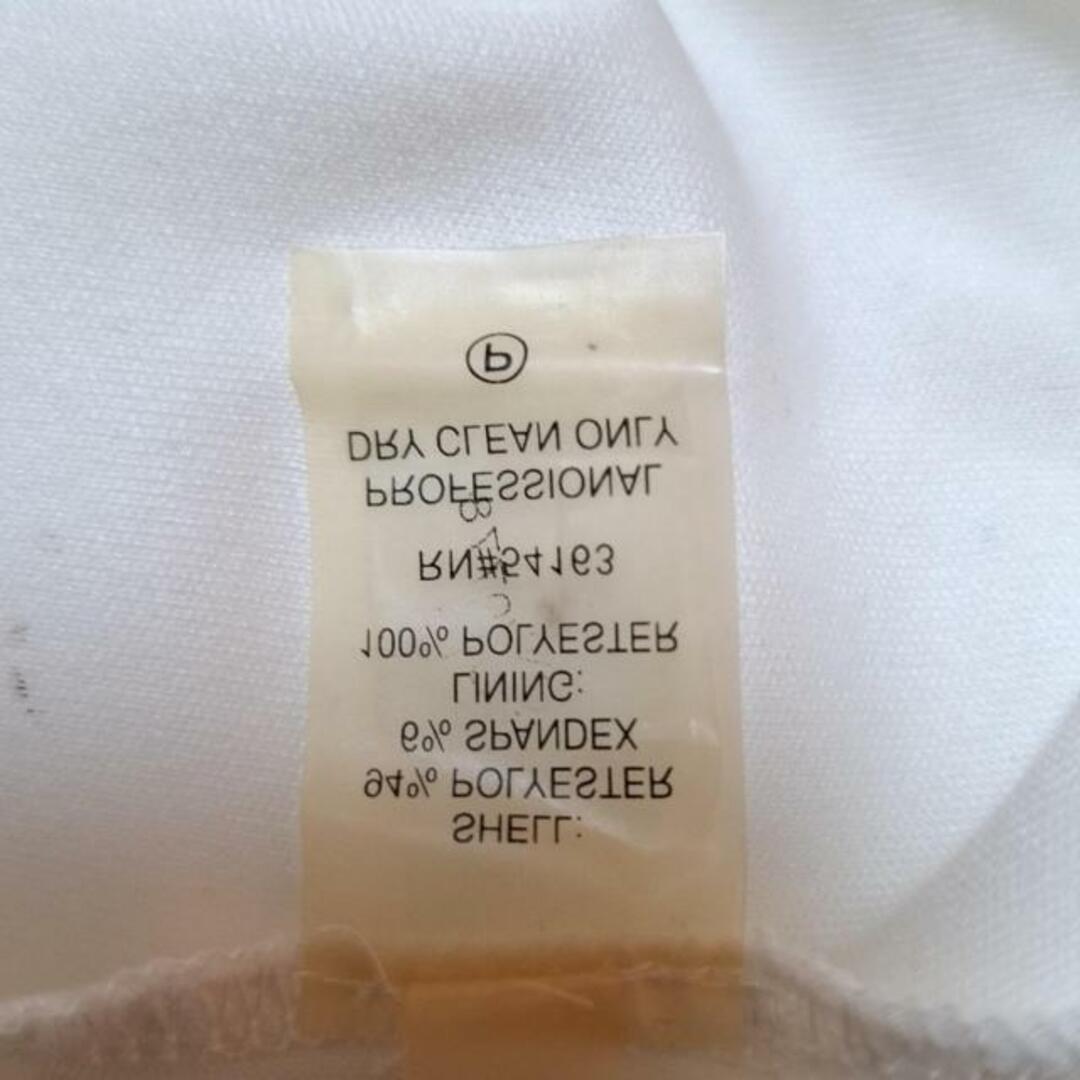 SHELL:
94% POLYESTER
6% SPANDEX
LINING:
100% POLYESTER
RN#54163
PROFESSIONAL
DRY CLEAN ONLY
P